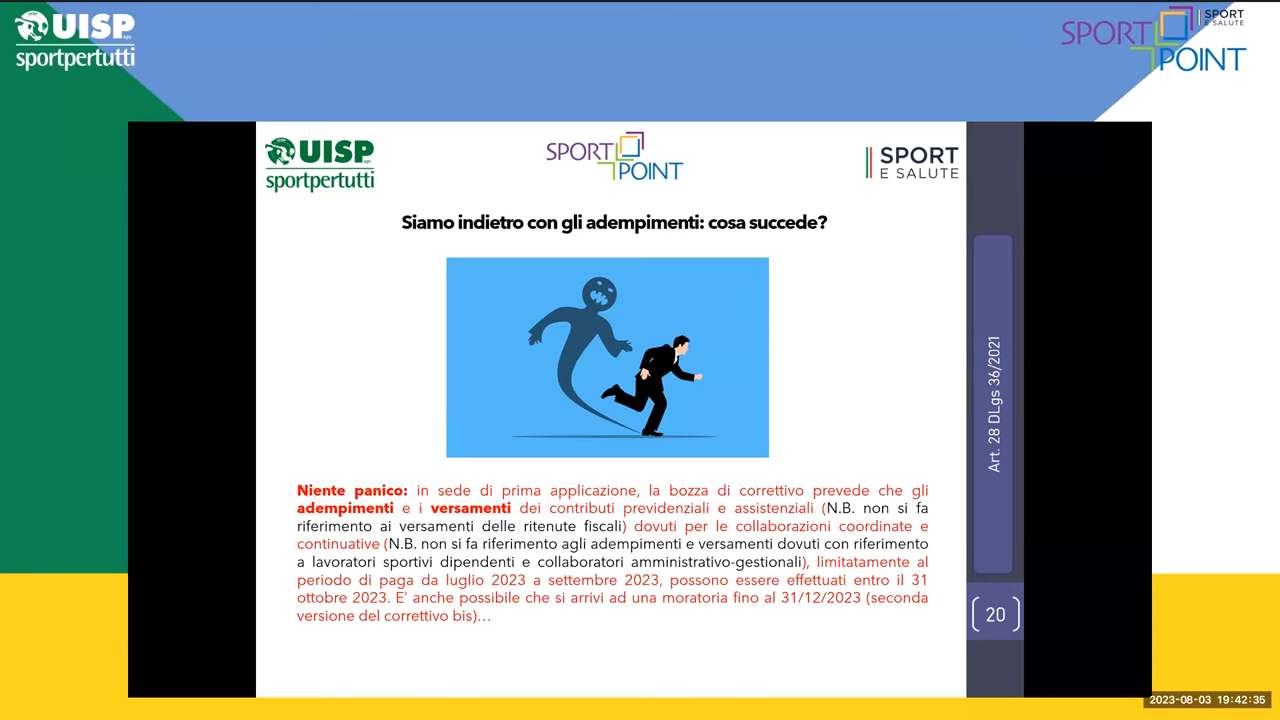 UISP aps
sportpertutti
SPORT POINT
SPORT
E SALUTE
UISP aps
sportpertutti
SPORT POINT
SPORT
E SALUTE
Siamo indietro con gli adempimenti: cosa succede?
Niente panico: in sede di prima applicazione, la bozza di correttivo prevede che gli
adempimenti e i versamenti dei contributi previdenziali e assistenziali (N.B. non si fa
riferimento ai versamenti delle ritenute fiscali) dovuti per le collaborazioni coordinate e
continuative (N.B. non si fa riferimento agli adempimenti e versamenti dovuti con riferimento
a lavoratori sportivi dipendenti e collaboratori amministrativo-gestionali), limitatamente al
periodo di paga da luglio 2023 a settembre 2023, possono essere effettuati entro il 31
ottobre 2023. E' anche possibile che si arrivi ad una moratoria fino al 31/12/2023 (seconda
versione del correttivo bis)…
Art. 28 DLgs 36/2021
20
2023-08-03 19:42:35